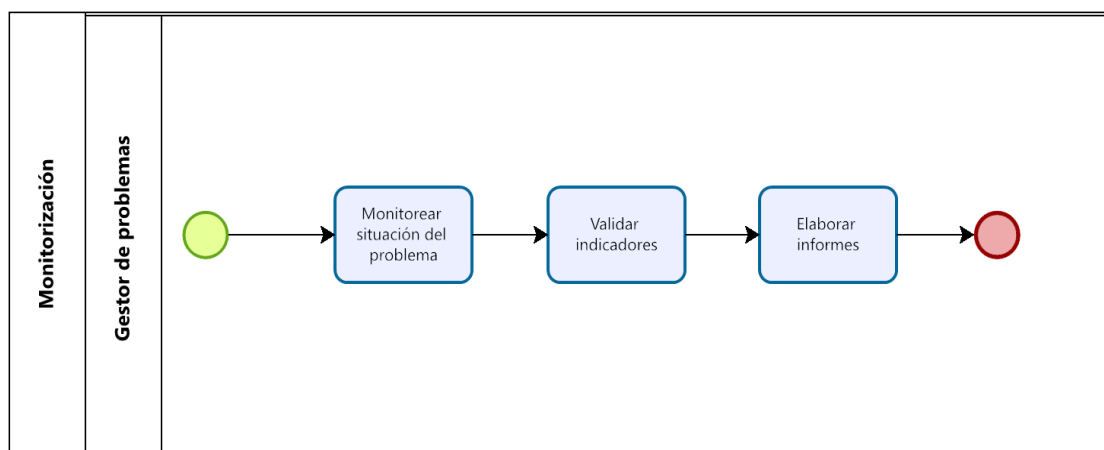 Monitorización
Gestor de problemas
Monitorear
situación del
problema
Validar
indicadores
Elaborar
informes